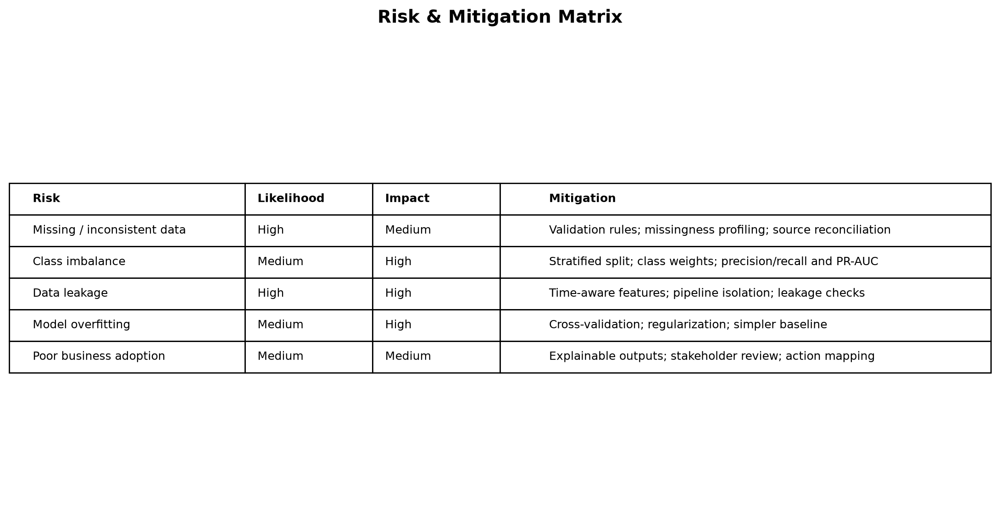 Risk & Mitigation Matrix
Risk Likelihood Impact Mitigation
Missing / inconsistent data High Medium Validation rules; missingness profiling; source reconciliation
Class imbalance Medium High Stratified split; class weights; precision/recall and PR-AUC
Data leakage High High Time-aware features; pipeline isolation; leakage checks
Model overfitting Medium High Cross-validation; regularization; simpler baseline
Poor business adoption Medium Medium Explainable outputs; stakeholder review; action mapping